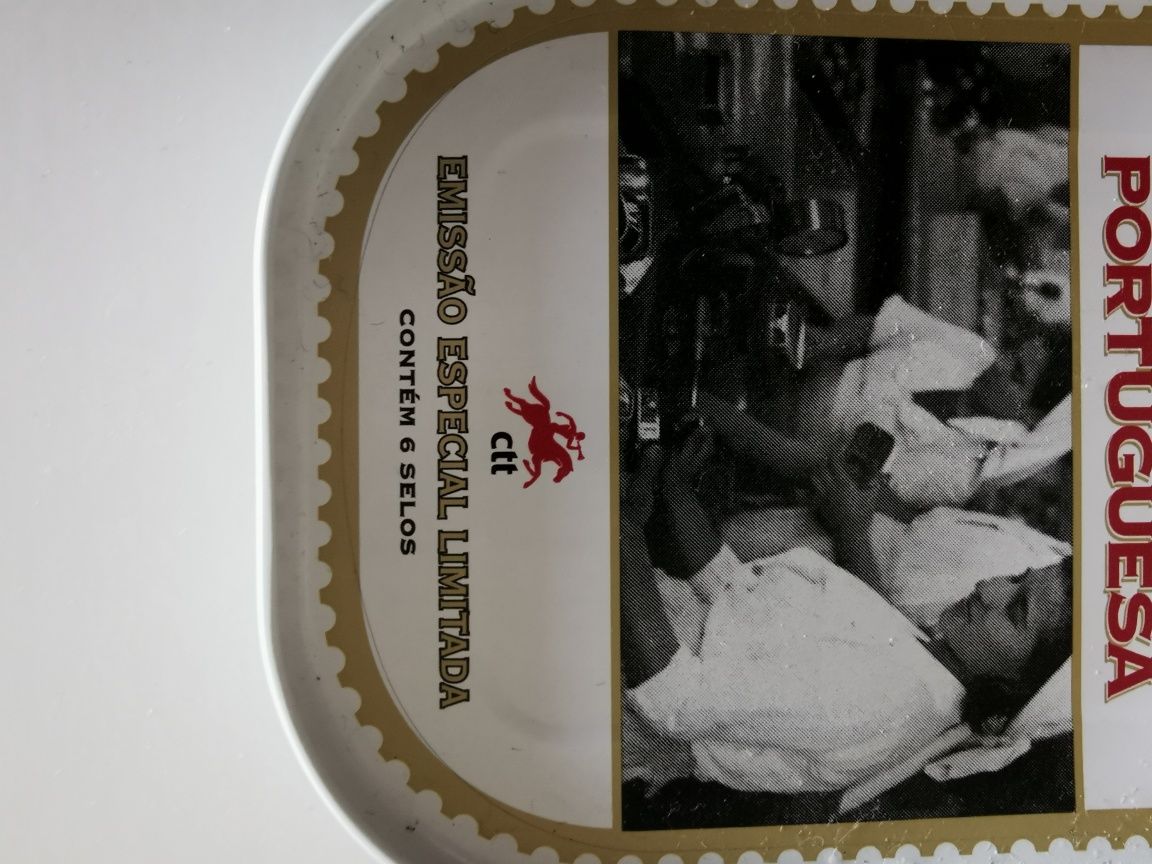 PORTUGUESA
ctt
EMISSÃO ESPECIAL LIMITADA
CONTÉM 6 SELOS